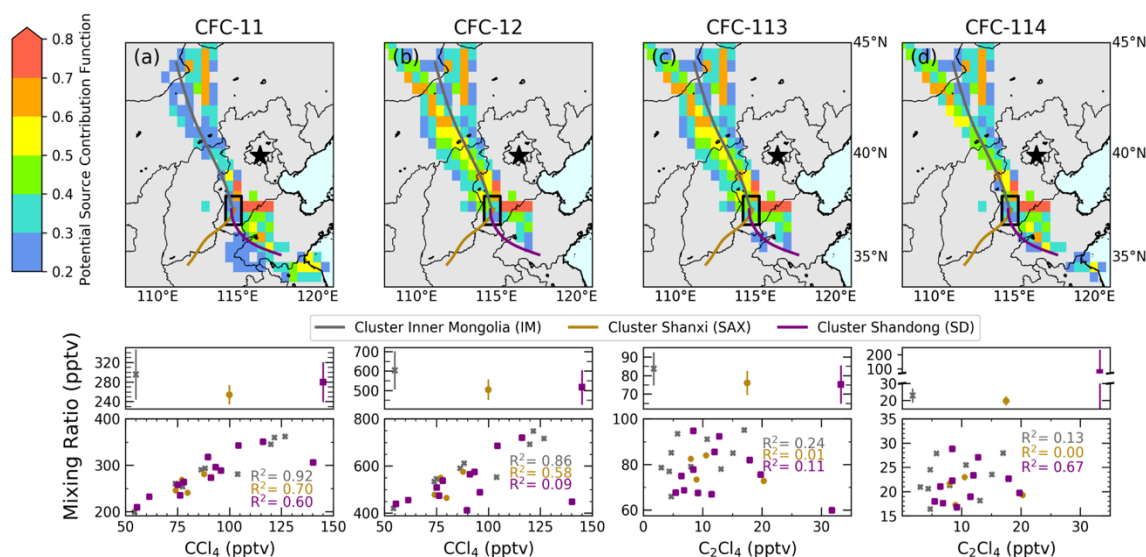 CFC-11 CFC-12 CFC-113 CFC-114
Potential Source Contribution Function
0.8
0.7
0.6
0.5
0.4
0.3
0.2
(a) (b) (c) (d)
45°N 45°N
40°N 40°N
35°N 35°N
110°E 115°E 120°E 110°E 115°E 120°E 110°E 115°E 120°E 110°E 115°E 120°E
Cluster Inner Mongolia (IM) Cluster Shanxi (SAX) Cluster Shandong (SD)
Mixing Ratio (pptv)
320
280
240
700
600
500
90
80
70
200
100
30
20
400
300
200
R²= 0.92
R²= 0.70
R²= 0.60
50 75 100 125 150
CCl₄ (pptv)
800
700
600
500
400
R²= 0.86
R²= 0.58
R²= 0.09
50 75 100 125 150
CCl₄ (pptv)
100
90
80
70
60
R²= 0.24
R²= 0.01
R²= 0.11
0 10 20 30
C₂Cl₄ (pptv)
35
30
25
20
15
R²= 0.13
R²= 0.00
R²= 0.67
0 10 20 30
C₂Cl₄ (pptv)